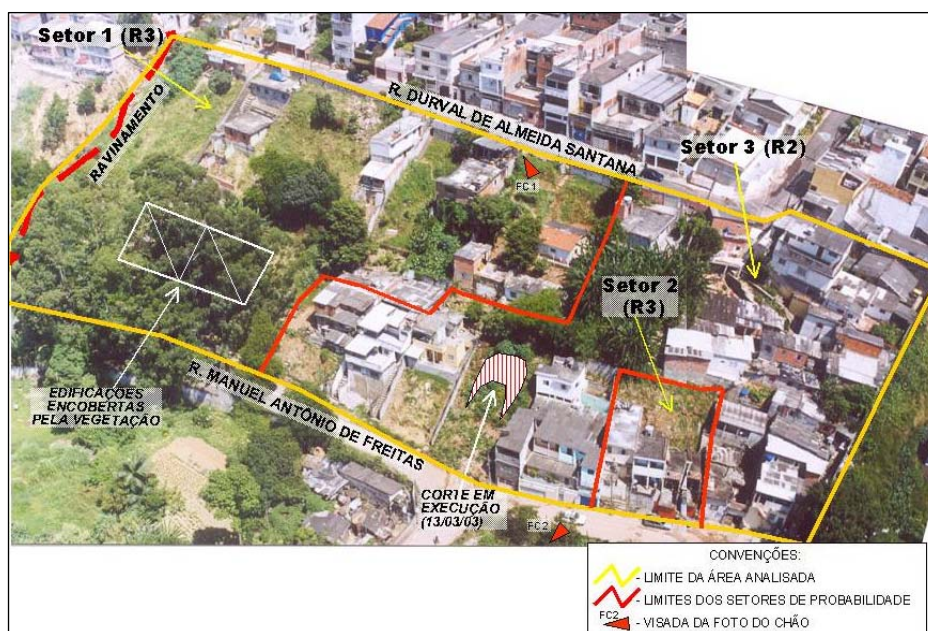 Setor 1 (R3)
RAVINAMENTO
R. DURVAL DE ALMEIDA SANTANA
FC1
Setor 3 (R2)
Setor 2
(R3)
EDIFICAÇÕES
ENCOBERTAS
PELA VEGETAÇÃO
R. MANUEL ANTÔNIO DE FREITAS
CORTE EM
EXECUÇÃO
(13/03/03)
FC2
CONVENÇÕES:
- LIMITE DA ÁREA ANALISADA
- LIMITES DOS SETORES DE PROBABILIDADE
FC2
- VISADA DA FOTO DO CHÃO